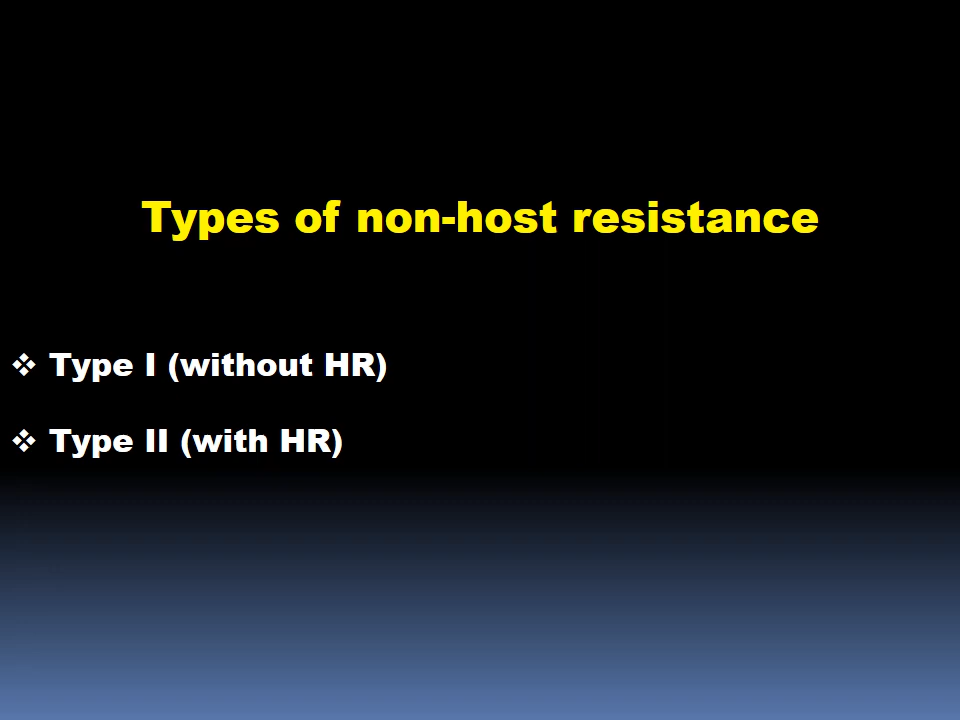 Types of non-host resistance
❖ Type I (without HR)
❖ Type II (with HR)